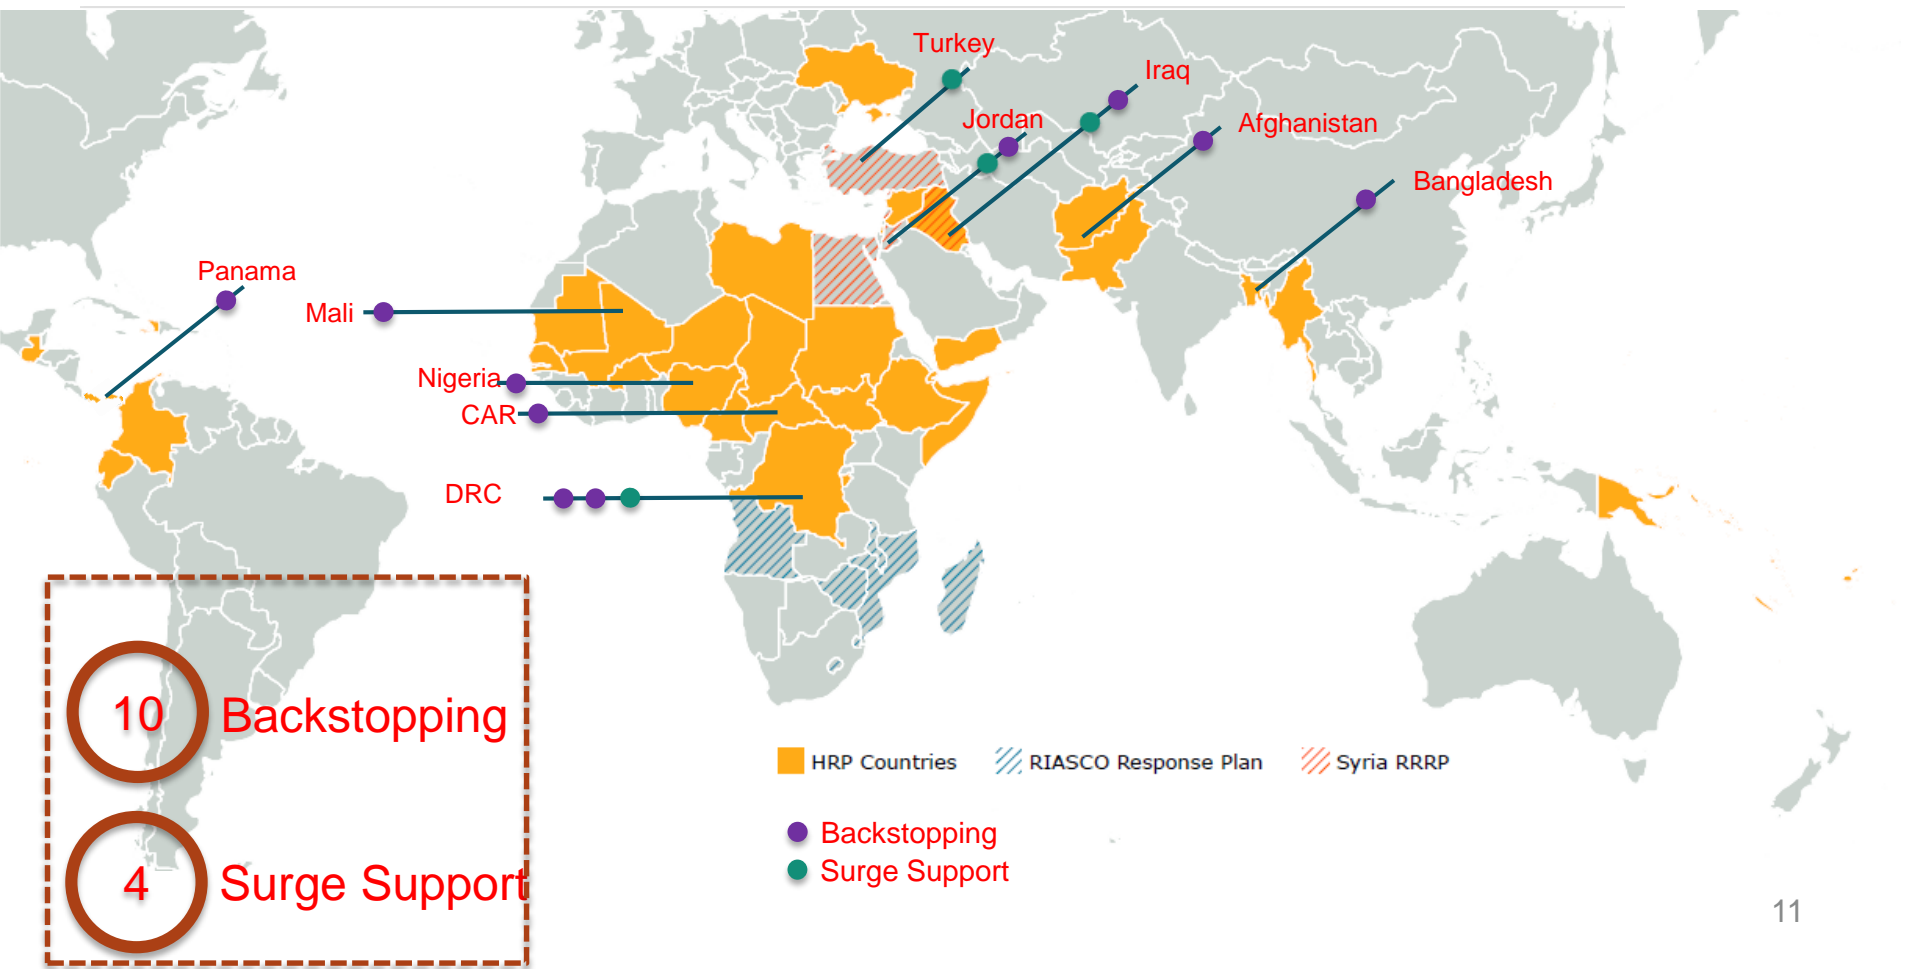 Turkey
Iraq
Jordan
Afghanistan
Bangladesh
Panama
Mali
Nigeria
CAR
DRC
10 Backstopping
4 Surge Support
HRP Countries RIASCO Response Plan Syria RRRP
Backstopping
Surge Support
11